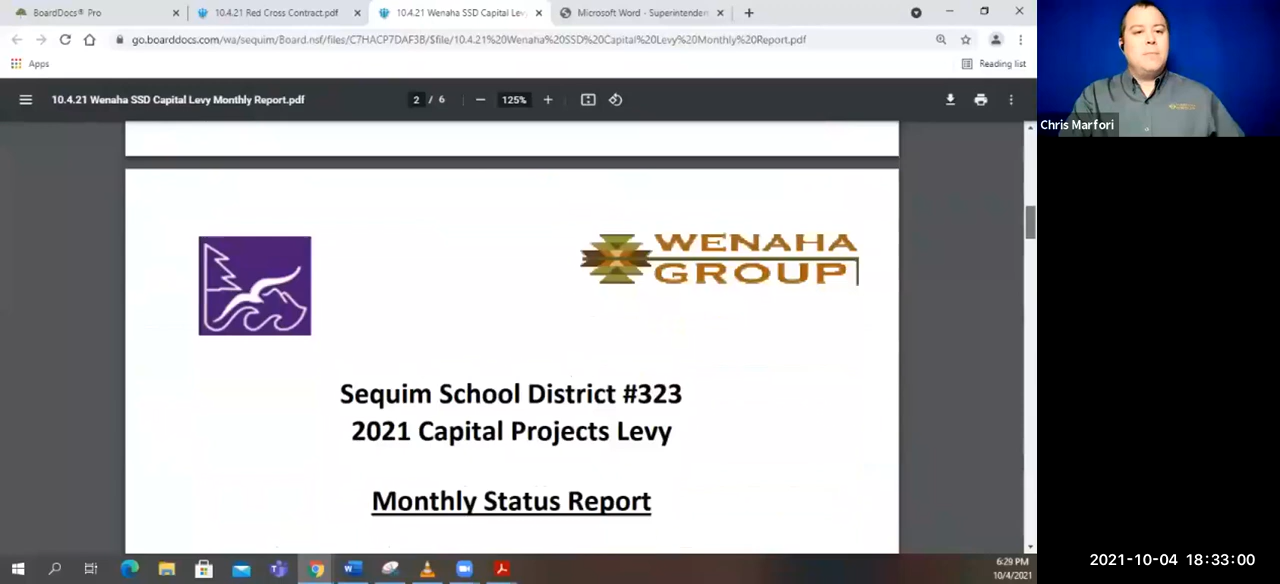 BoardDocs® Pro
10.4.21 Red Cross Contract.pdf
10.4.21 Wenaha SSD Capital Lev
Microsoft Word - Superintenden
go.boarddocs.com/wa/sequim/Board.nsf/files/C7HACP7DAF3B/$file/10.4.21%20Wenaha%20SSD%20Capital%20Levy%20Monthly%20Report.pdf
Apps
Reading list
10.4.21 Wenaha SSD Capital Levy Monthly Report.pdf
2 / 6
125%
Chris Marfori
WENAHA
GROUP
Sequim School District #323
2021 Capital Projects Levy
Monthly Status Report
6:29 PM
10/4/2021
2021-10-04 18:33:00